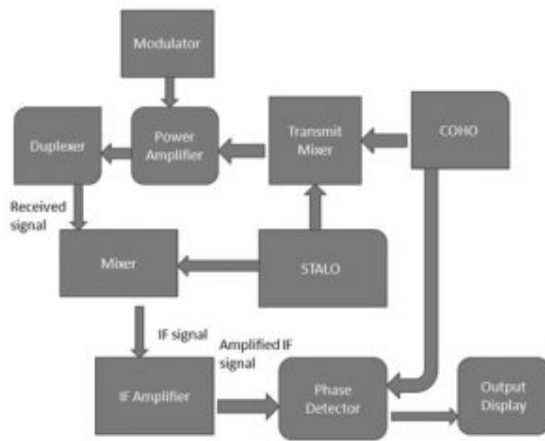 Modulator
Duplexer
Power
Amplifier
Transmit
Mixer
COHO
Received
signal
Mixer
STALO
IF signal
Amplified IF
signal
IF Amplifier
Phase
Detector
Output
Display